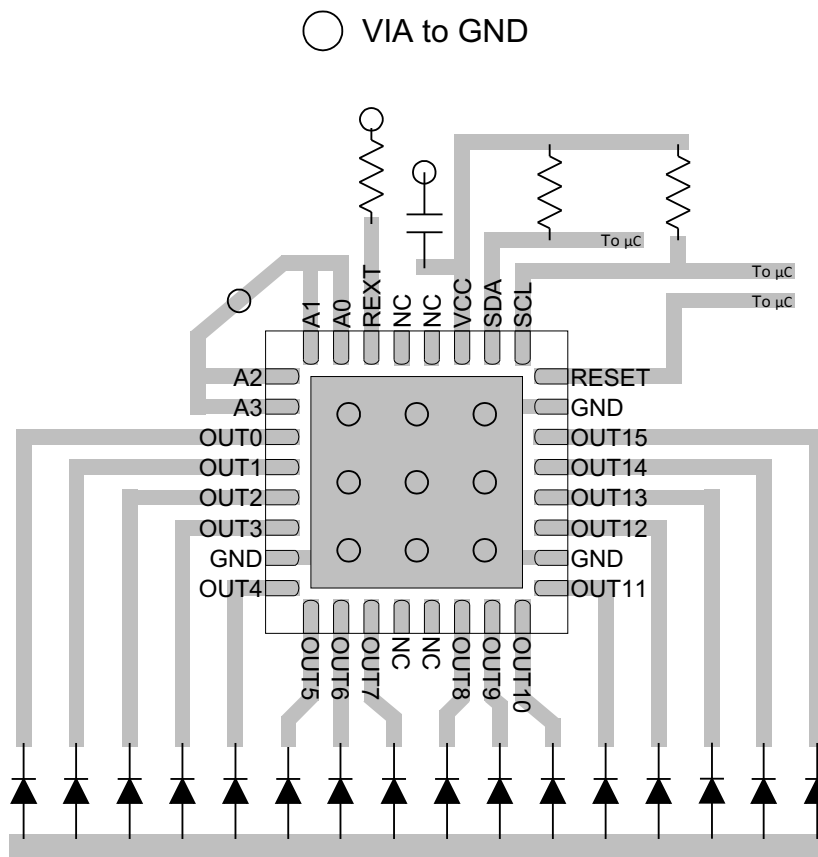 VIA to GND
To µC
To µC
To µC
A1
A0
REXT
NC
NC
VCC
SDA
SCL
A2
RESET
A3
GND
OUT0
OUT15
OUT1
OUT14
OUT2
OUT13
OUT3
OUT12
GND
GND
OUT4
OUT11
OUT5
OUT6
OUT7
NC
NC
OUT8
OUT9
OUT10